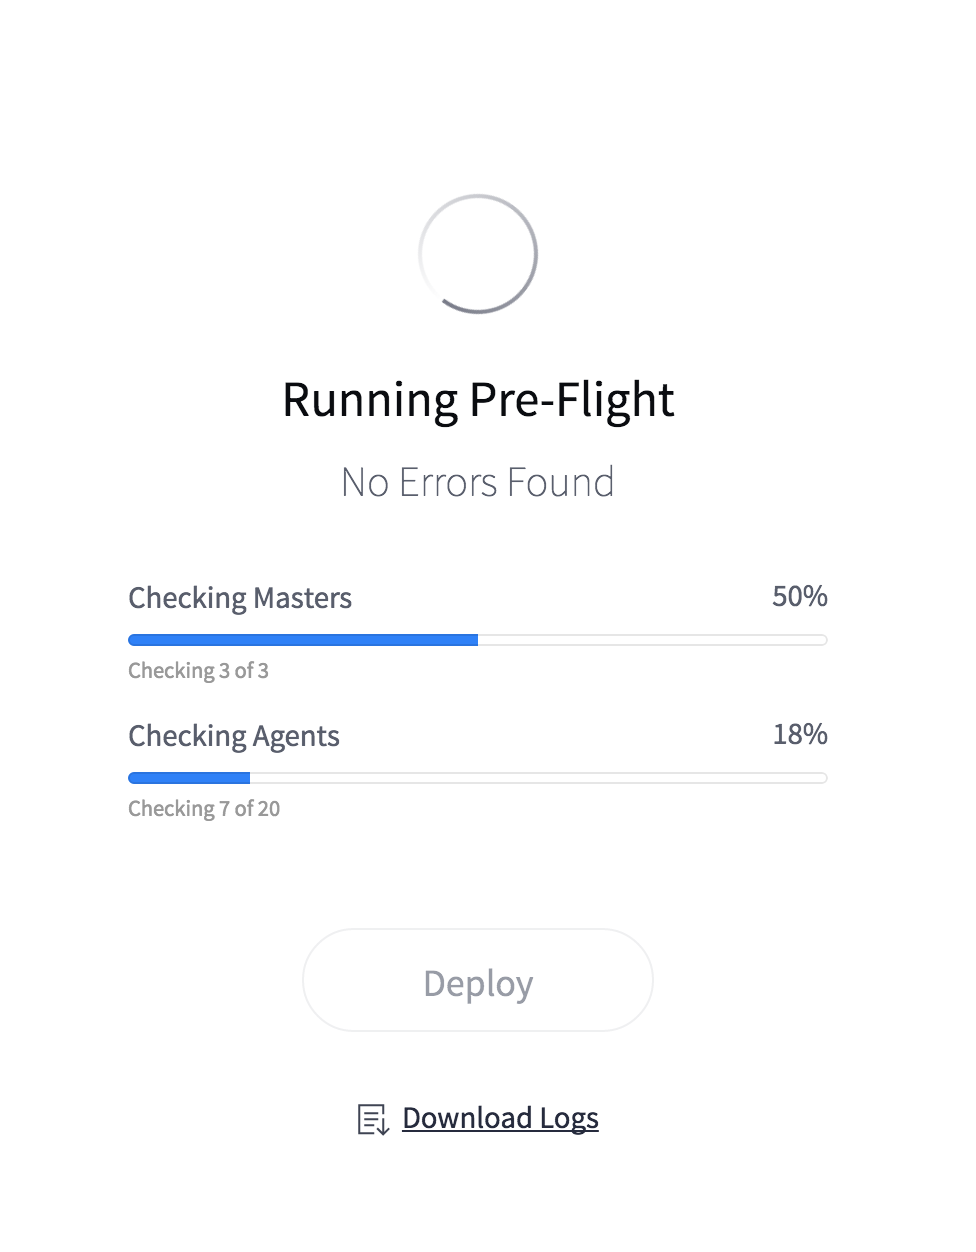 Running Pre-Flight
No Errors Found
Checking Masters 50%
Checking 3 of 3
Checking Agents 18%
Checking 7 of 20
Deploy
Download Logs